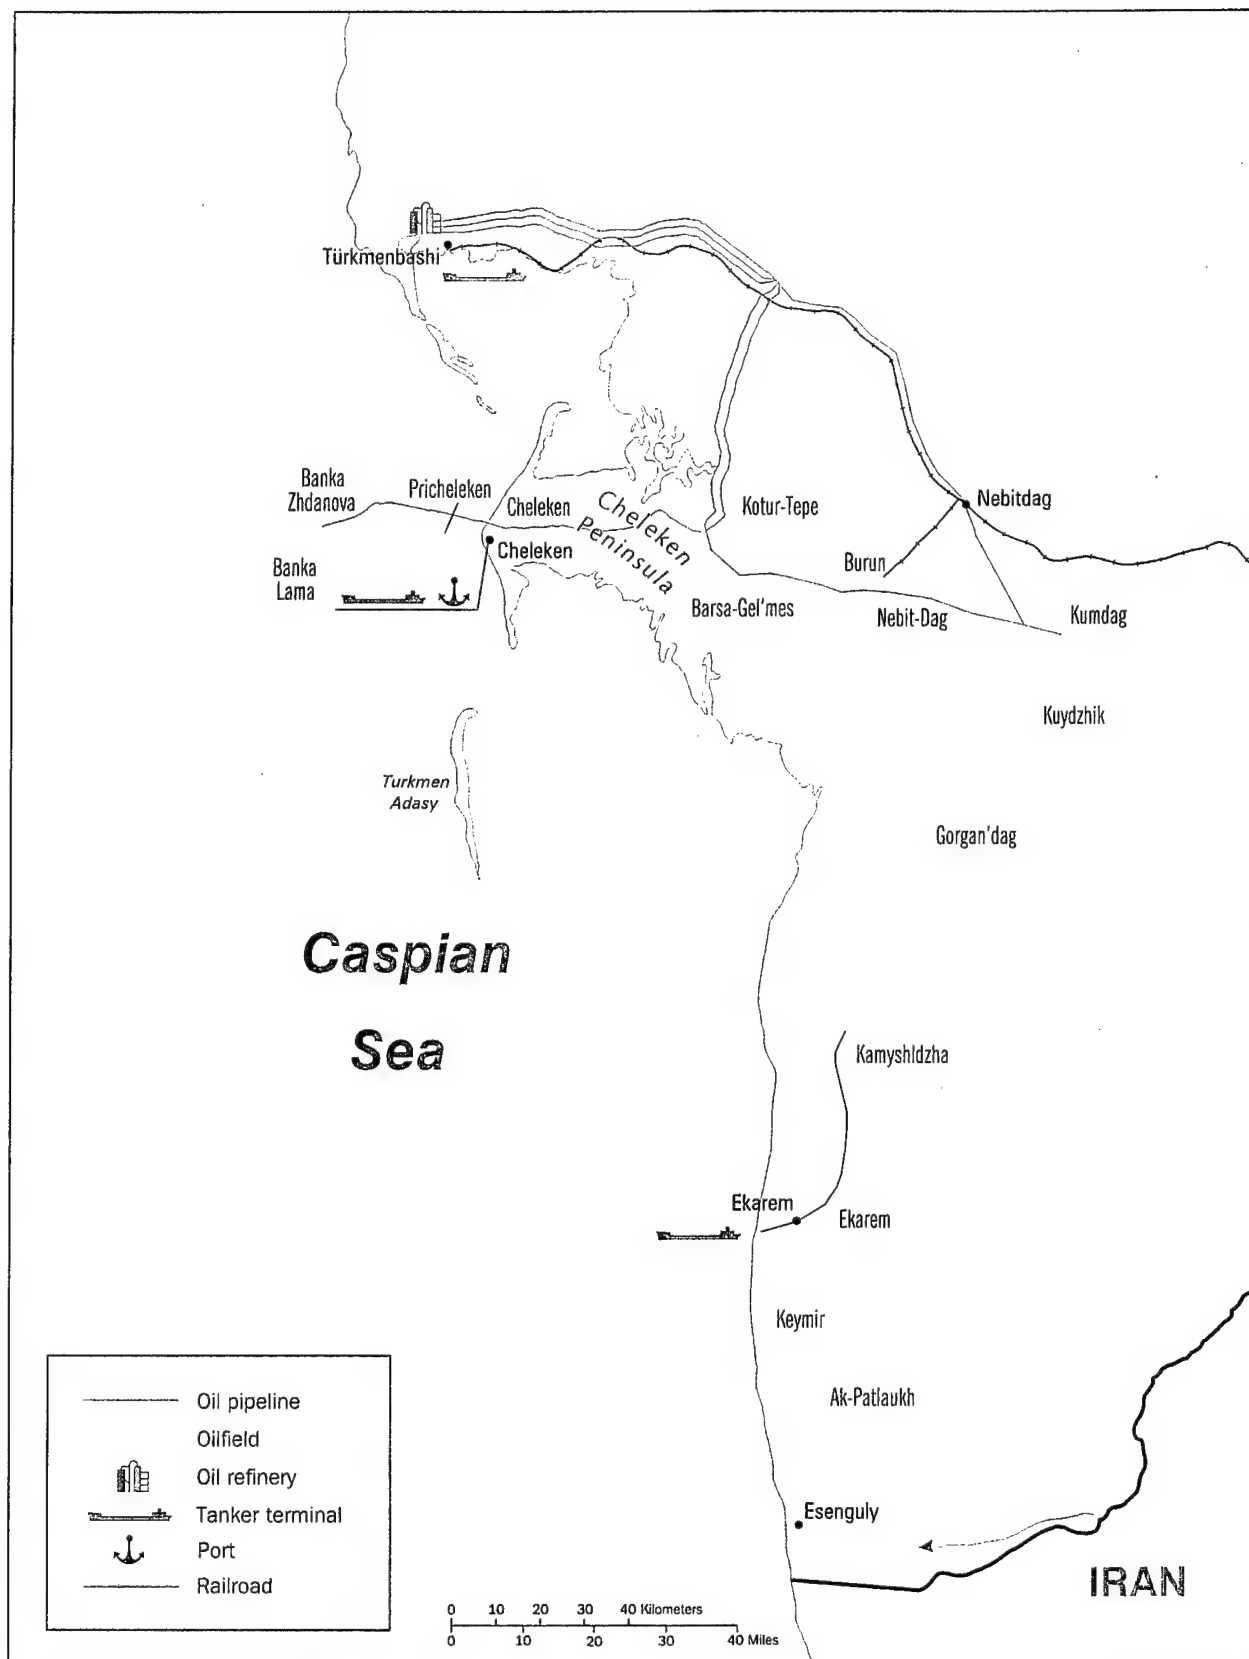 Türkmenbashi
Banka
Zhdanova
Pricheleken
Cheleken
Cheleken
Peninsula
Kotur-Tepe
Nebitdag
Cheleken
Banka
Lama
Burun
Barsa-Gel'mes
Nebit-Dag
Kumdag
Kuydzhik
Turkmen
Adasy
Gorgan'dag
Caspian
Sea
Kamyshldzha
Ekarem
Ekarem
Keymir
Ak-Patlaukh
Esenguly
IRAN
Oil pipeline
Oilfield
Oil refinery
Tanker terminal
Port
Railroad
0 10 20 30 40 Kilometers
0 10 20 30 40 Miles